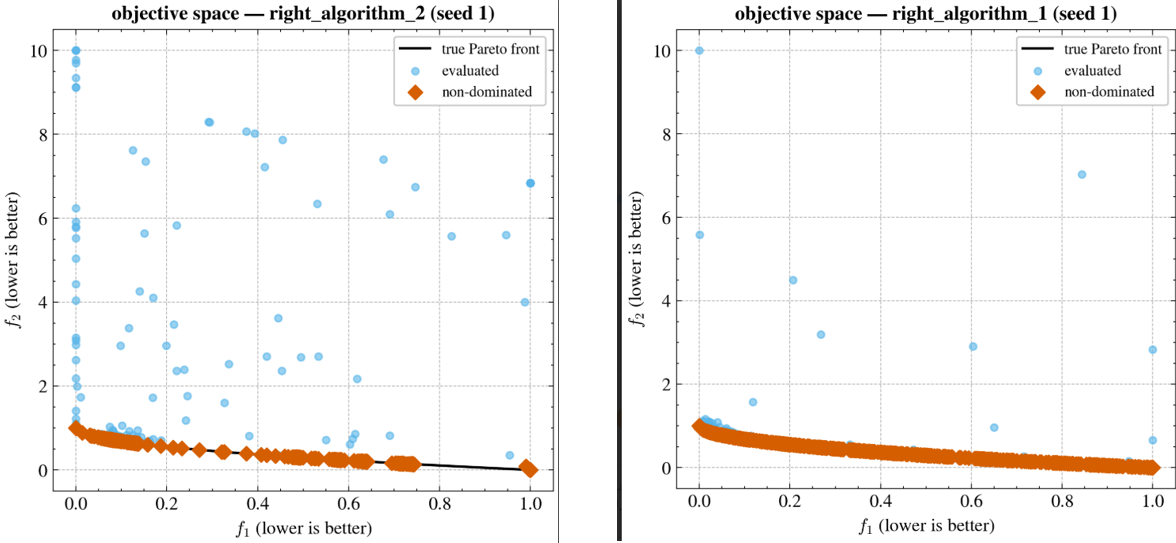 objective space — right_algorithm_2 (seed 1)
true Pareto front
evaluated
non-dominated
10
8
6
4
2
0
f₂ (lower is better)
0.0 0.2 0.4 0.6 0.8 1.0
f₁ (lower is better)
objective space — right_algorithm_1 (seed 1)
true Pareto front
evaluated
non-dominated
10
8
6
4
2
0
f₂ (lower is better)
0.0 0.2 0.4 0.6 0.8 1.0
f₁ (lower is better)